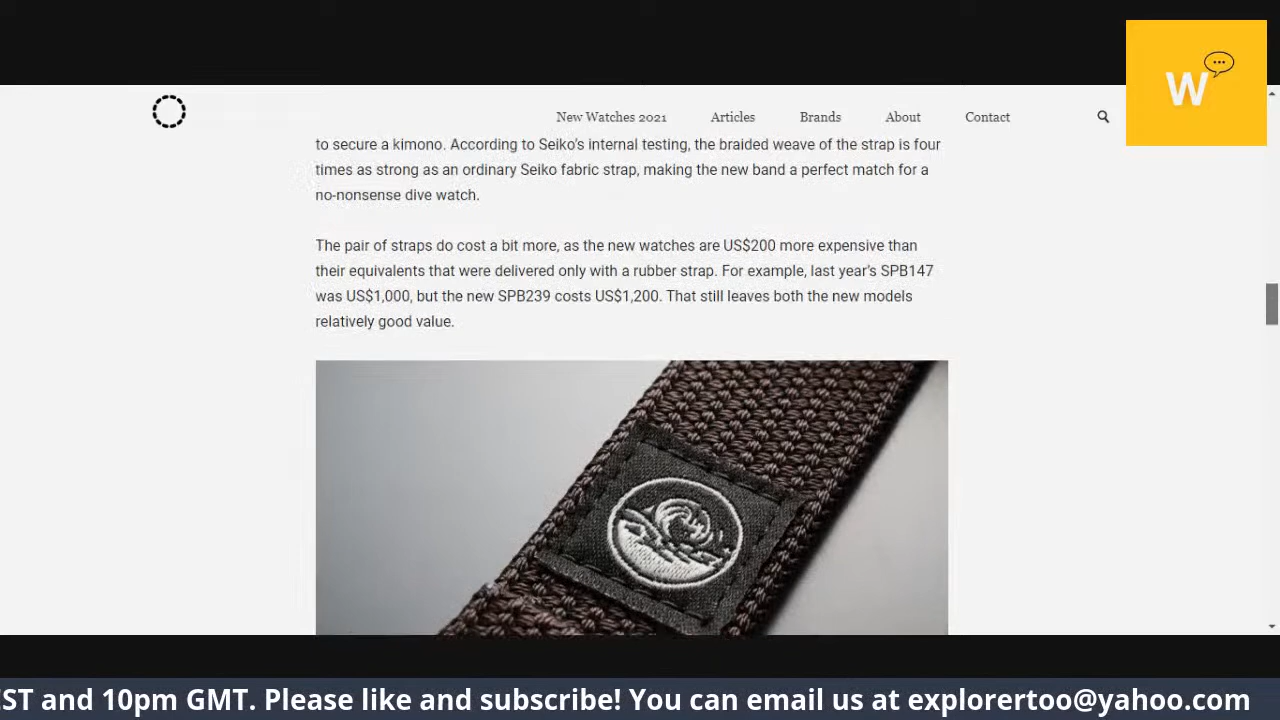 W
New Watches 2021 Articles Brands About Contact
to secure a kimono. According to Seiko's internal testing, the braided weave of the strap is four
times as strong as an ordinary Seiko fabric strap, making the new band a perfect match for a
no-nonsense dive watch.
The pair of straps do cost a bit more, as the new watches are US$200 more expensive than
their equivalents that were delivered only with a rubber strap. For example, last year's SPB147
was US$1,000, but the new SPB239 costs US$1,200. That still leaves both the new models
relatively good value.
EST and 10pm GMT. Please like and subscribe! You can email us at explorertoo@yahoo.com